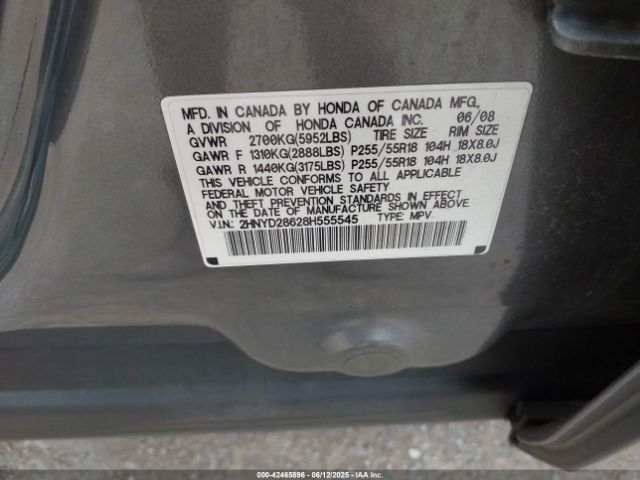 MFD. IN CANADA BY HONDA OF CANADA MFG.,
A DIVISION OF HONDA CANADA INC. 06/08
GVWR 2700KG(5952LBS) TIRE SIZE RIM SIZE
GAWR F 1310KG(2888LBS) P255/55R18 104H 18X8.0J
GAWR R 1440KG(3175LBS) P255/55R18 104H 18X8.0J
THIS VEHICLE CONFORMS TO ALL APPLICABLE
FEDERAL MOTOR VEHICLE SAFETY
AND THEFT PREVENTION STANDARDS IN EFFECT ON
THE DATE OF MANUFACTURE SHOWN ABOVE.
V.I.N.: 2HNYD28628H555545 TYPE: MPV
000-42465896 - 06/12/2025 - IAAI.COM